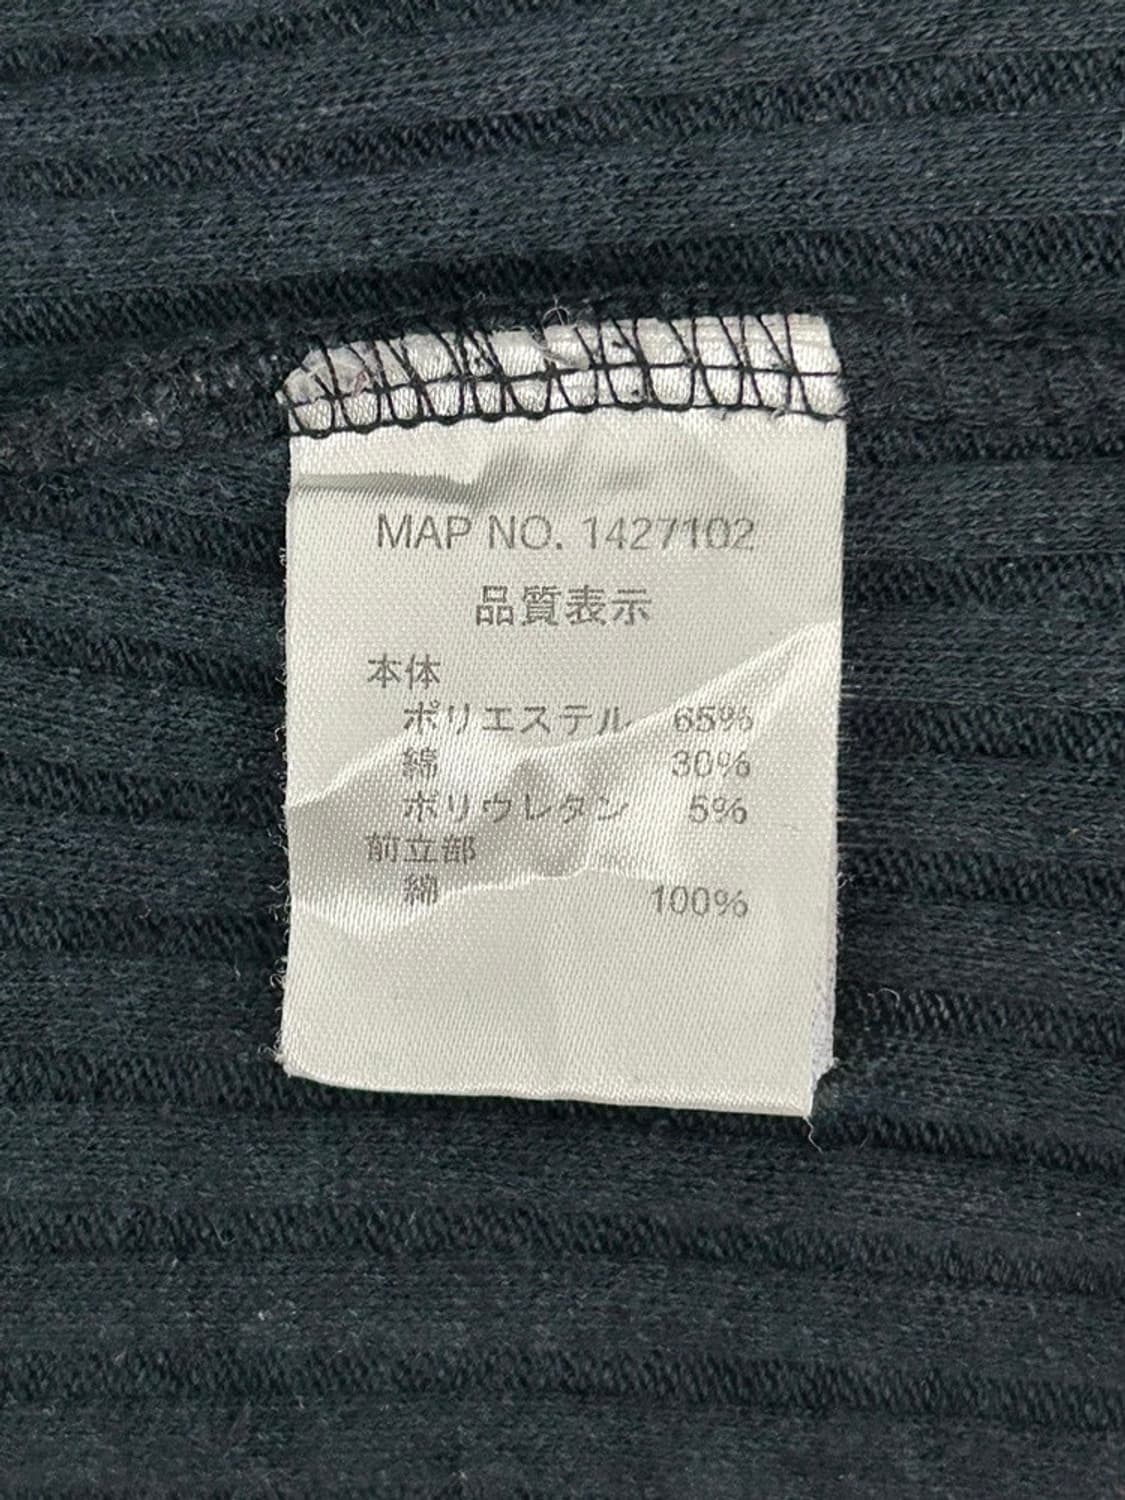 MAP NO. 1427102
品質表示
本体
ポリエステル 65%
綿 30%
ポリウレタン 5%
前立部
綿 100%